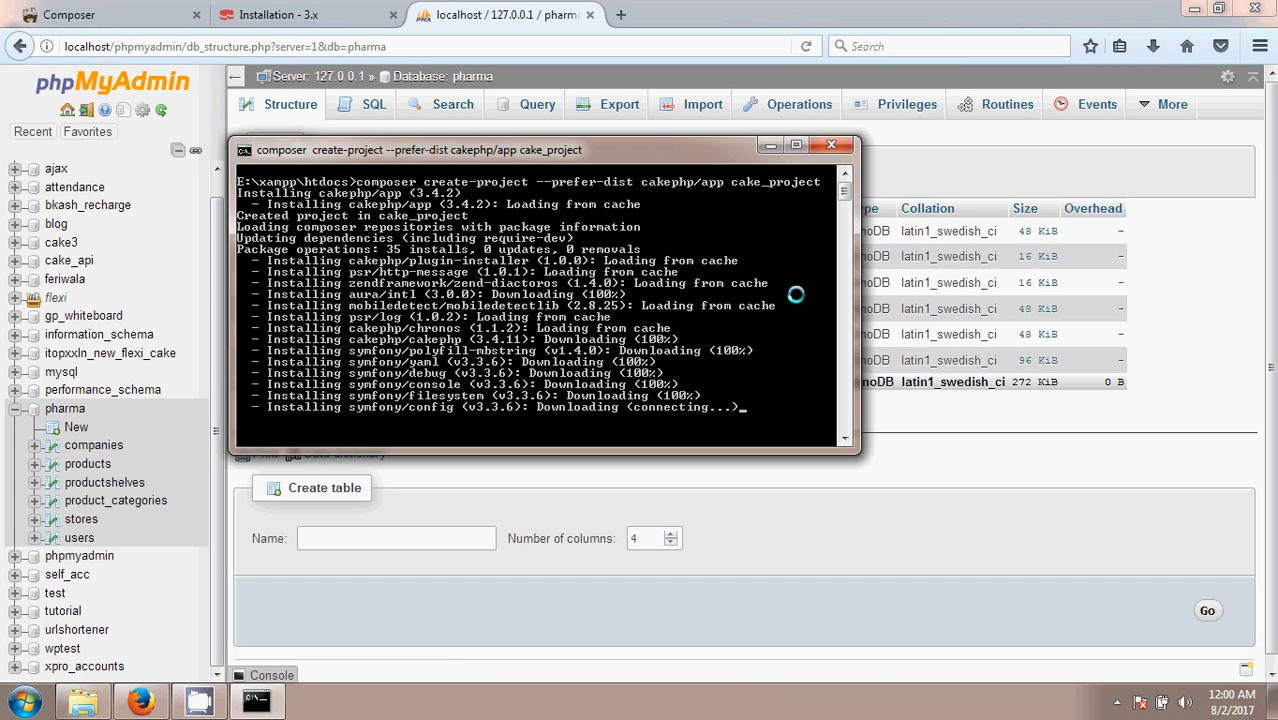 Composer
Installation - 3.x
localhost / 127.0.0.1 / pharm
localhost/phpmyadmin/db_structure.php?server=1&db=pharma
Search
phpMyAdmin
Recent
Favorites
ajax
attendance
bkash_recharge
blog
cake3
cake_api
feriwala
flexi
gp_whiteboros
information_schema
itopxxln_new_flexi_cake
mysql
performance_schema
pharma
New
companies
products
productshelves
product_categories
stores
users
phpmyadmin
self_acc
test
tutorial
urlshortener
wptest
xpro_accounts
Server: 127.0.0.1 » Database: pharma
Structure
SQL
Search
Query
Export
Import
Operations
Privileges
Routines
Events
More
composer create-project --prefer-dist cakephp/app cake_project
E:\xampp\htdocs>composer create-project --prefer-dist cakephp/app cake_project
Installing cakephp/app (3.4.2)
- Installing cakephp/app (3.4.2): Loading from cache
Created project in cake_project
Loading composer repositories with package information
Updating dependencies (including require-dev)
Package operations: 35 installs, 0 updates, 0 removals
- Installing cakephp/plugin-installer (1.0.0): Loading from cache
- Installing psr/http-message (1.0.1): Loading from cache
- Installing zendframework/zend-diactoros (1.4.0): Loading from cache
- Installing aura/intl (3.0.0): Downloading (100%)
- Installing mobiledetect/mobiledetectlib (2.8.25): Loading from cache
- Installing psr/log (1.0.2): Loading from cache
- Installing cakephp/chronos (1.1.2): Loading from cache
- Installing cakephp/cakephp (3.4.11): Downloading (100%)
- Installing symfony/polyfill-mbstring (v1.4.0): Downloading (100%)
- Installing symfony/yaml (v3.3.6): Downloading (100%)
- Installing symfony/debug (v3.3.6): Downloading (100%)
- Installing symfony/console (v3.3.6): Downloading (100%)
- Installing symfony/filesystem (v3.3.6): Downloading (100%)
- Installing symfony/config (v3.3.6): Downloading (connecting...)_
Collation Size Overhead
latin1_swedish_ci 48 KiB -
latin1_swedish_ci 16 KiB -
latin1_swedish_ci 16 KiB -
latin1_swedish_ci 48 KiB -
latin1_swedish_ci 48 KiB -
latin1_swedish_ci 96 KiB -
latin1_swedish_ci 272 KiB 0 B
Create table
Name:
Number of columns: 4
Go
Console
12:00 AM
8/2/2017